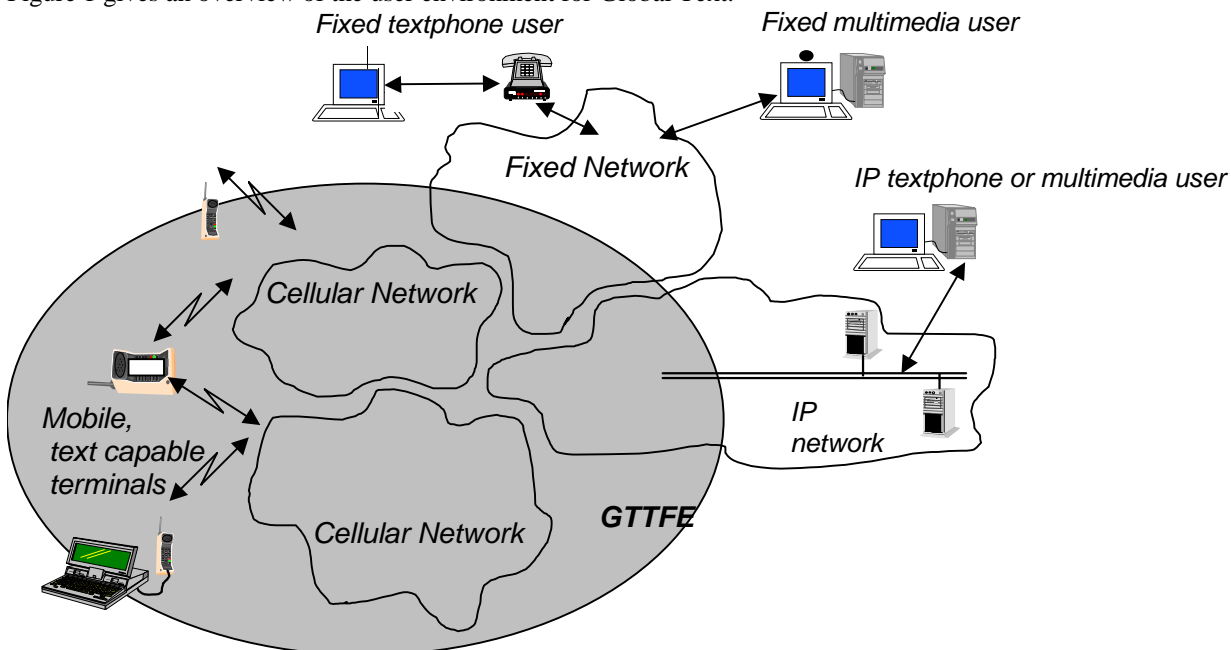 Figure 1 gives an overview of the user environment for Global Text.
Fixed textphone user
Fixed multimedia user
Fixed Network
IP textphone or multimedia user
Cellular Network
Mobile,
text capable
terminals
IP
network
GTTFE
Cellular Network